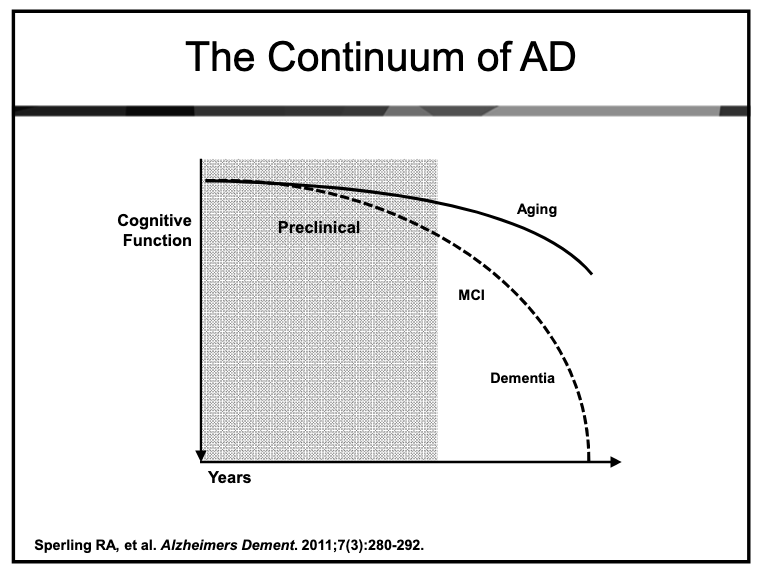 The Continuum of AD
Cognitive
Function
Preclinical
Aging
MCI
Dementia
Years
Sperling RA, et al. Alzheimers Dement. 2011;7(3):280-292.